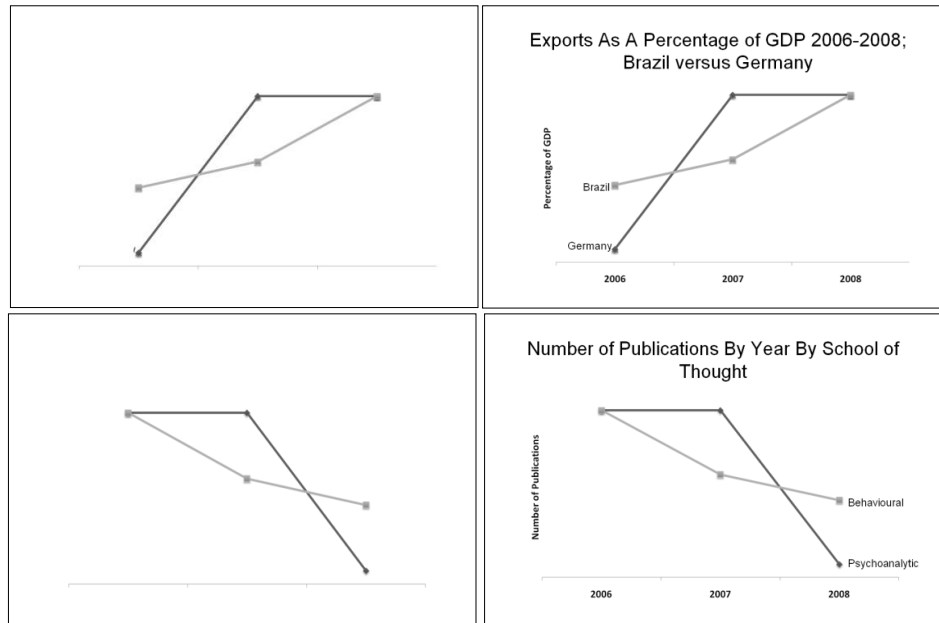 Exports As A Percentage of GDP 2006-2008;
Brazil versus Germany
Percentage of GDP
Brazil
Germany
2006 2007 2008
Number of Publications By Year By School of
Thought
Number of Publications
Behavioural
Psychoanalytic
2006 2007 2008